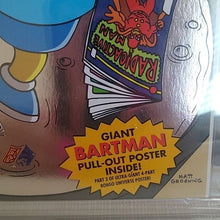 RADIOACTIVE
MAN
GIANT
BARTMAN
PULL-OUT POSTER
INSIDE!
PART 3 OF ULTRA-GIANT 4-PART
BONGO UNIVERSE POSTER!
MATT
GROENING